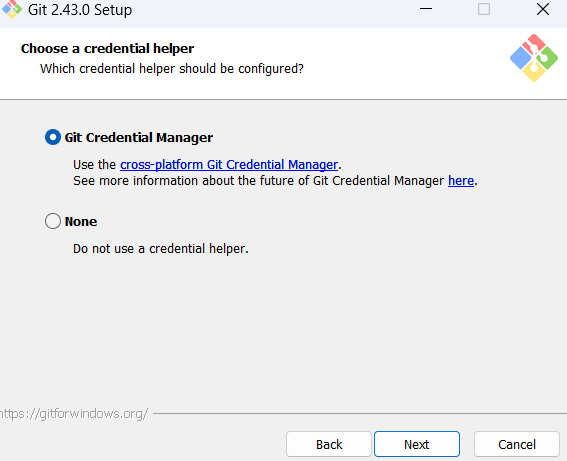 Git 2.43.0 Setup
Choose a credential helper
Which credential helper should be configured?
Git Credential Manager
Use the cross-platform Git Credential Manager.
See more information about the future of Git Credential Manager here.
None
Do not use a credential helper.
https://gitforwindows.org/
Back Next Cancel